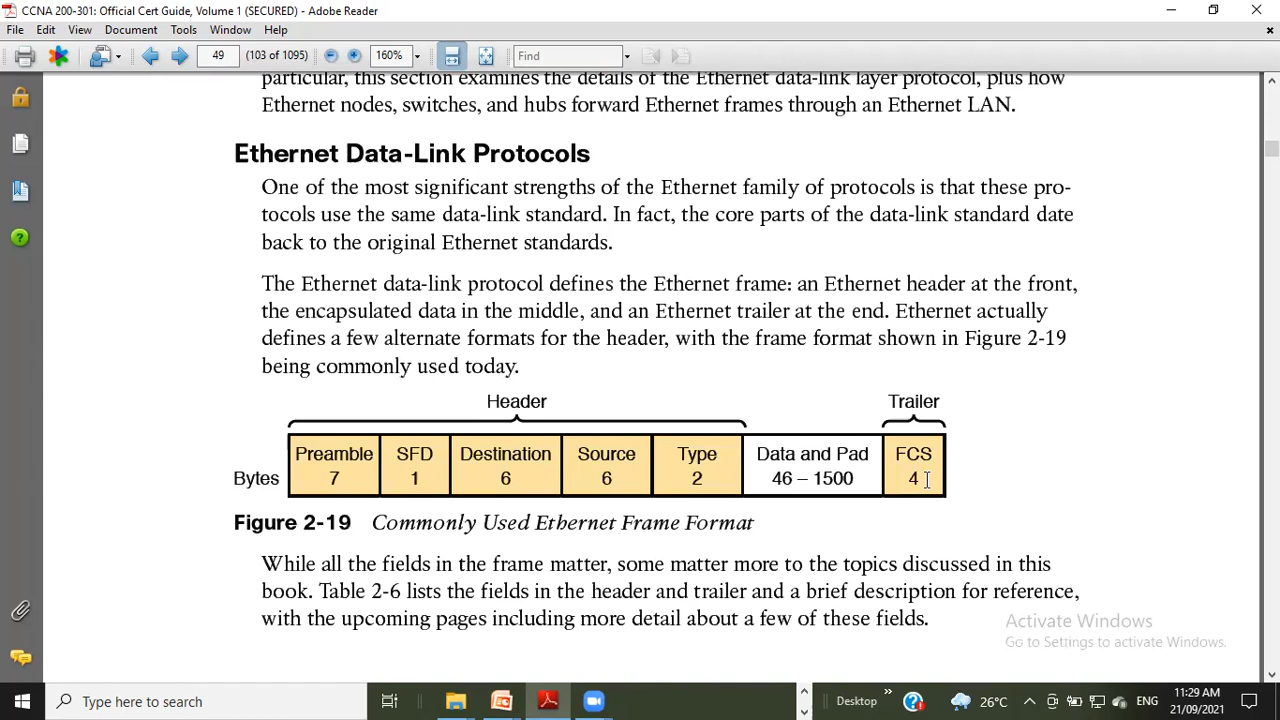 CCNA 200-301: Official Cert Guide, Volume 1 (SECURED) - Adobe Reader
File Edit View Document Tools Window Help
49 (103 of 1095) 160% Find
particular, this section examines the details of the Ethernet data-link layer protocol, plus how
Ethernet nodes, switches, and hubs forward Ethernet frames through an Ethernet LAN.
Ethernet Data-Link Protocols
One of the most significant strengths of the Ethernet family of protocols is that these pro-
tocols use the same data-link standard. In fact, the core parts of the data-link standard date
back to the original Ethernet standards.
The Ethernet data-link protocol defines the Ethernet frame: an Ethernet header at the front,
the encapsulated data in the middle, and an Ethernet trailer at the end. Ethernet actually
defines a few alternate formats for the header, with the frame format shown in Figure 2-19
being commonly used today.
Header Trailer
Preamble SFD Destination Source Type Data and Pad FCS
Bytes 7 1 6 6 2 46 – 1500 4
Figure 2-19 Commonly Used Ethernet Frame Format
While all the fields in the frame matter, some matter more to the topics discussed in this
book. Table 2-6 lists the fields in the header and trailer and a brief description for reference,
with the upcoming pages including more detail about a few of these fields.
Activate Windows
Go to Settings to activate Windows.
Type here to search Desktop » 26°C ENG 11:29 AM
21/09/2021